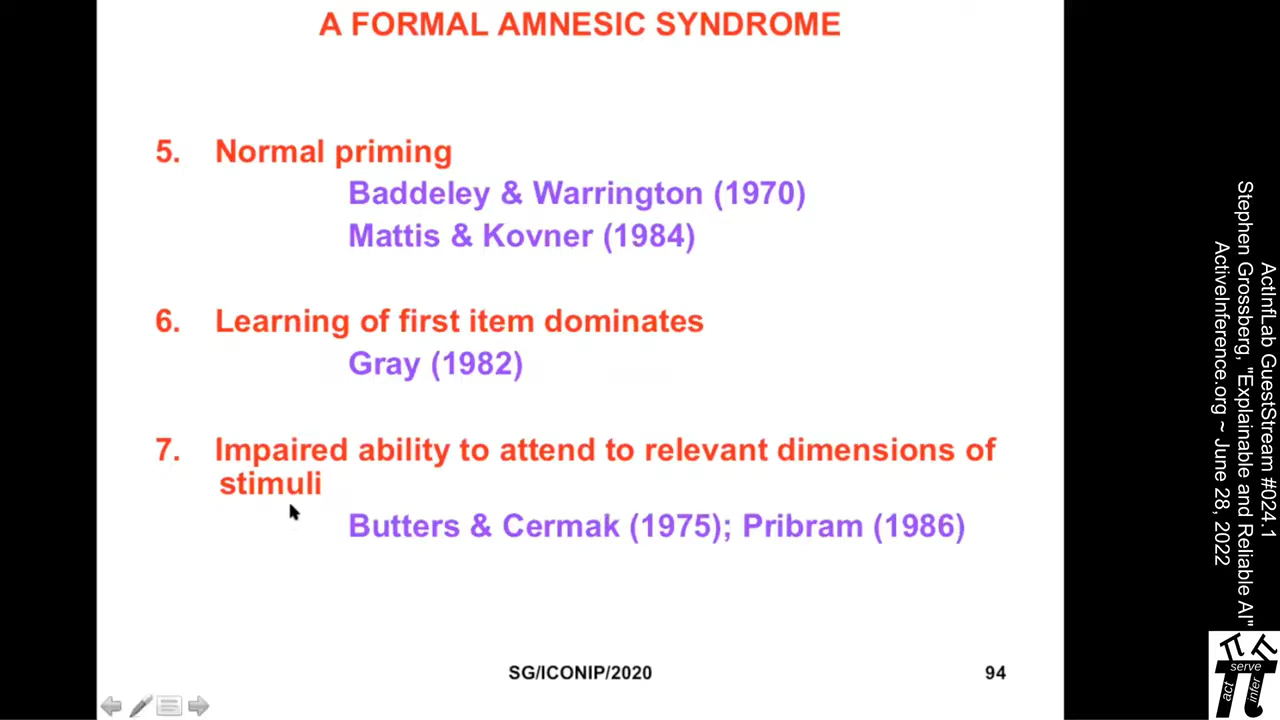 A FORMAL AMNESIC SYNDROME
5. Normal priming
Baddeley & Warrington (1970)
Mattis & Kovner (1984)
6. Learning of first item dominates
Gray (1982)
7. Impaired ability to attend to relevant dimensions of
stimuli
Butters & Cermak (1975); Pribram (1986)
SG/ICONIP/2020
94
ActInfLab GuestStream #024.1
Stephen Grossberg, "Explainable and Reliable AI"
ActiveInference.org ~ June 28, 2022
serve
act
infer